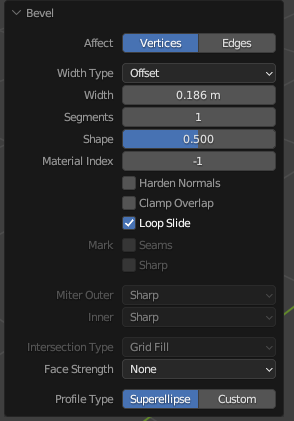 Bevel
Affect Vertices Edges
Width Type Offset
Width 0.186 m
Segments 1
Shape 0.500
Material Index -1
Harden Normals
Clamp Overlap
Loop Slide
Mark Seams
Sharp
Miter Outer Sharp
Inner Sharp
Intersection Type Grid Fill
Face Strength None
Profile Type Superellipse Custom